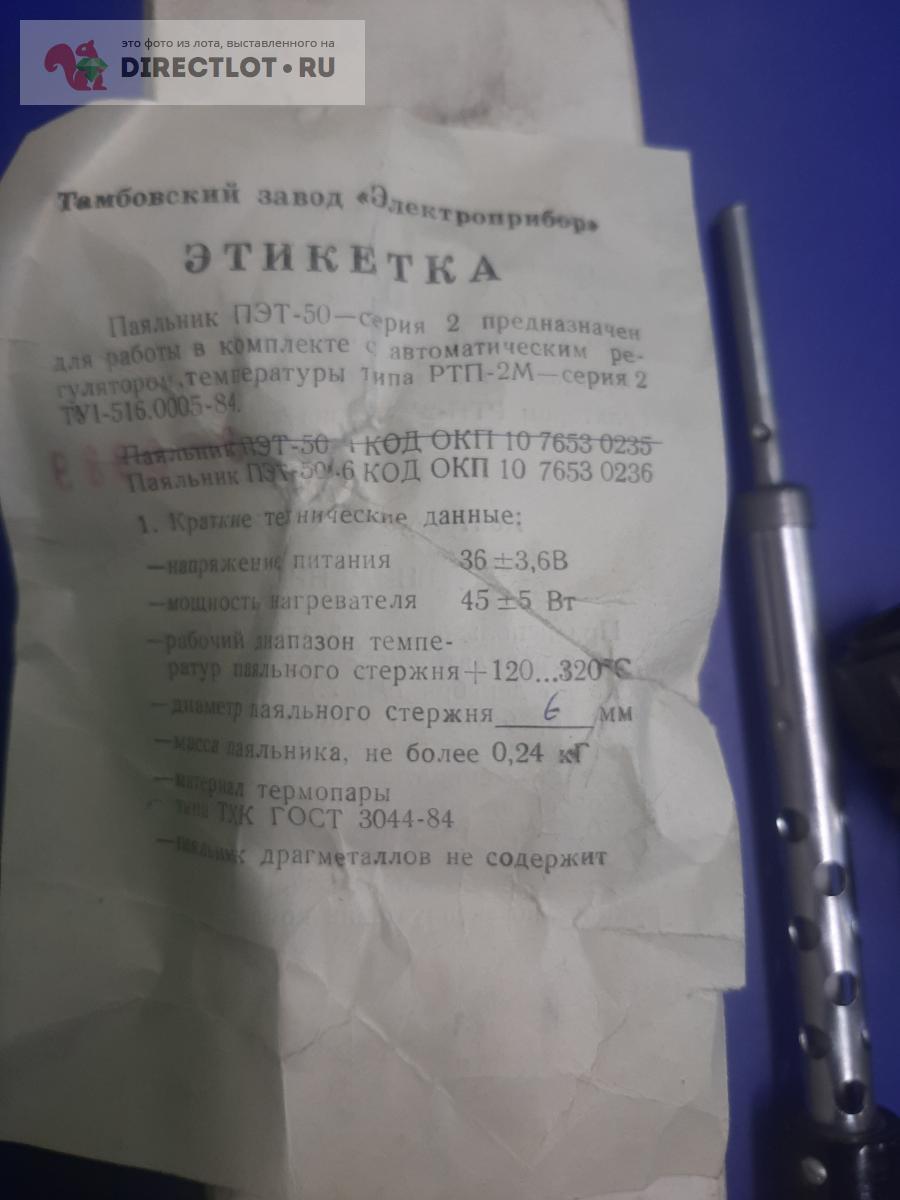 это фото из лота, выставленного на
DIRECTLOT•RU
Тамбовский завод «Электроприбор»
ЭТИКЕТКА
Паяльник ПЭТ-50—серия 2 предназначен
для работы в комплекте с автоматическим ре-
гулятором температуры типа РТП-2М—серия 2
ТУ1-516.0005-84.
Паяльник ПЭТ-50 КОД ОКП 10 7653 0235
Паяльник ПЭТ-50-6 КОД ОКП 10 7653 0236
1. Краткие технические данные:
—напряжение питания 36±3,6В
—мощность нагревателя 45±5 Вт
—рабочий диапазон темпе-
ратур паяльного стержня+120...320°С
—диаметр паяльного стержня 6 мм
—масса паяльника, не более 0,24 кГ
—материал термопары
типа ТХК ГОСТ 3044-84
—паяльник драгметаллов не содержит